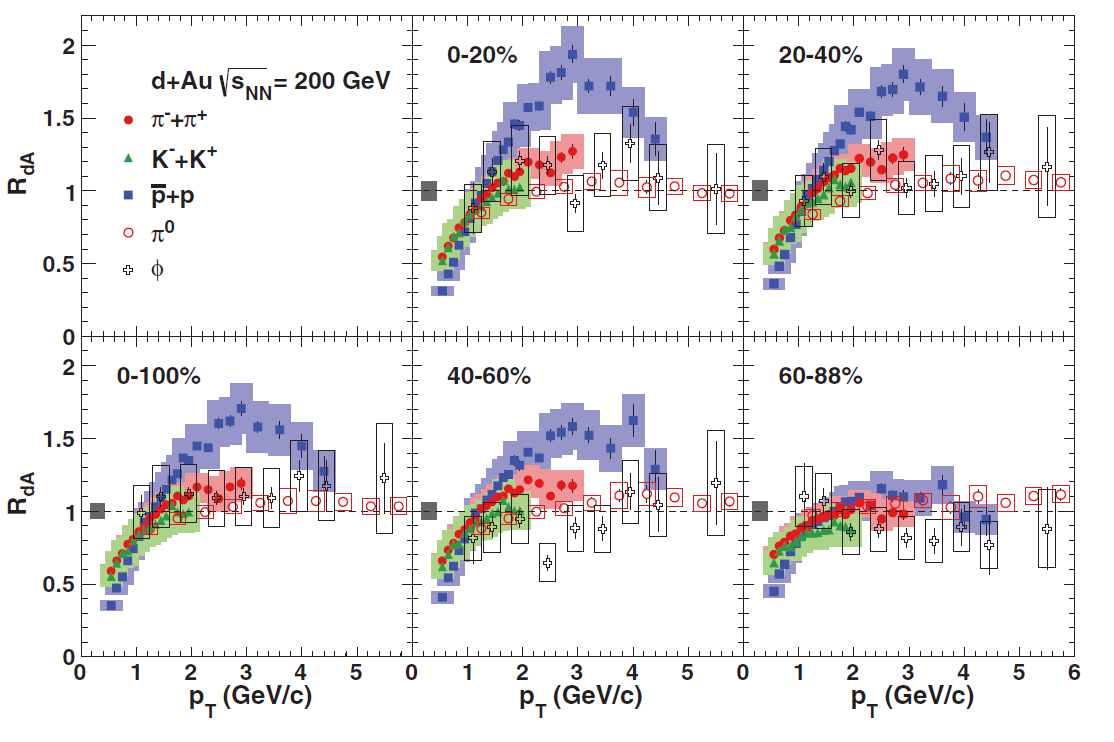 d+Au √sNN = 200 GeV
π⁻+π⁺
K⁻+K⁺
p̅+p
π⁰
ϕ
0-20%
20-40%
RdA
2
1.5
1
0.5
0
0-100%
40-60%
60-88%
RdA
2
1.5
1
0.5
0
0 1 2 3 4 5 0 1 2 3 4 5 0 1 2 3 4 5 6
pT (GeV/c) pT (GeV/c) pT (GeV/c)